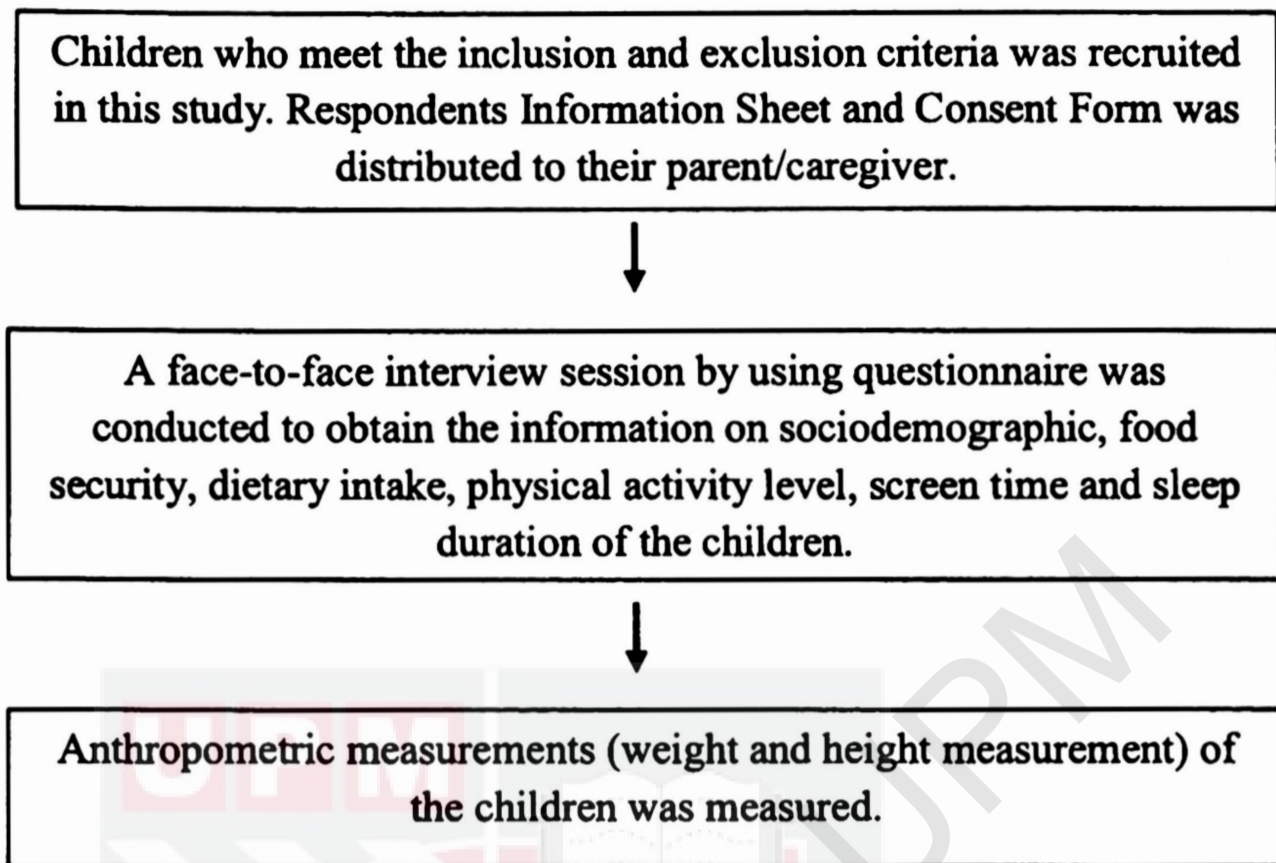 Children who meet the inclusion and exclusion criteria was recruited
in this study. Respondents Information Sheet and Consent Form was
distributed to their parent/caregiver.
A face-to-face interview session by using questionnaire was
conducted to obtain the information on sociodemographic, food
security, dietary intake, physical activity level, screen time and sleep
duration of the children.
Anthropometric measurements (weight and height measurement) of
the children was measured.
UPM
UPM